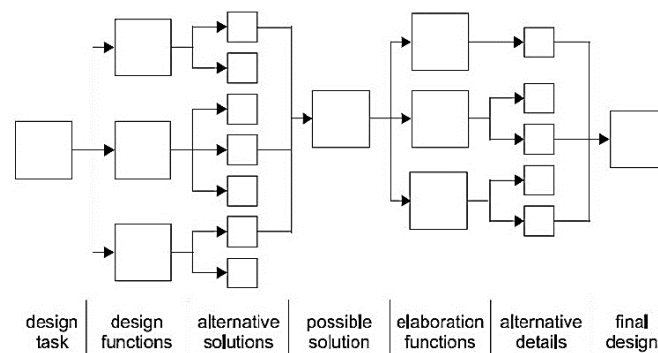 design design alternative possible elaboration alternative final
task functions solutions solution functions details design